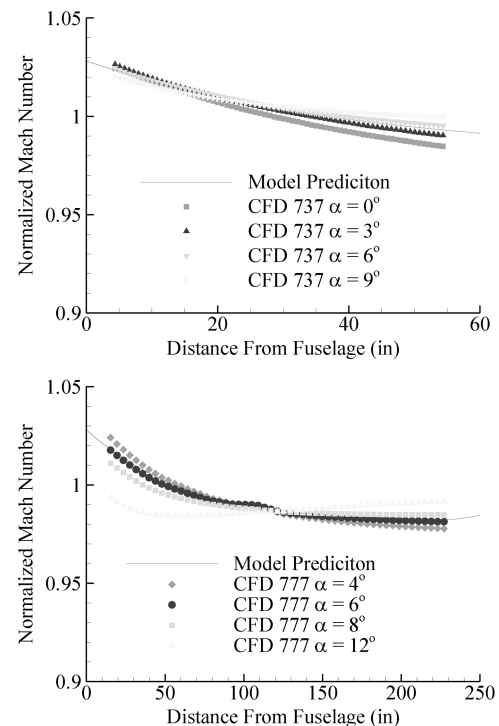 1.05
1
0.95
0.9
Normalized Mach Number
Model Prediciton
CFD 737 α = 0°
CFD 737 α = 3°
CFD 737 α = 6°
CFD 737 α = 9°
0 20 40 60
Distance From Fuselage (in)
1.05
1
0.95
0.9
Normalized Mach Number
Model Prediciton
CFD 777 α = 4°
CFD 777 α = 6°
CFD 777 α = 8°
CFD 777 α = 12°
0 50 100 150 200 250
Distance From Fuselage (in)